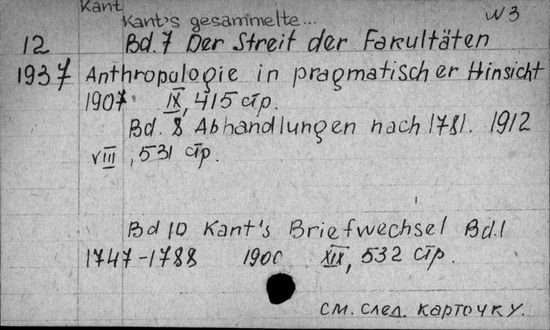 Kant
Kant's gesammelte... W 3
12 Bd. 7 Der Streit der Fakultäten
1937 Anthropologie in pragmatischer Hinsicht
1907 IX, 415 стр.
Bd. 8 Abhandlungen nach 1781. 1912
VIII, 531 стр.
Bd 10 Kant's Briefwechsel Bd.1
1747-1788 1900 XIX, 532 стр.
см. след. карточку.